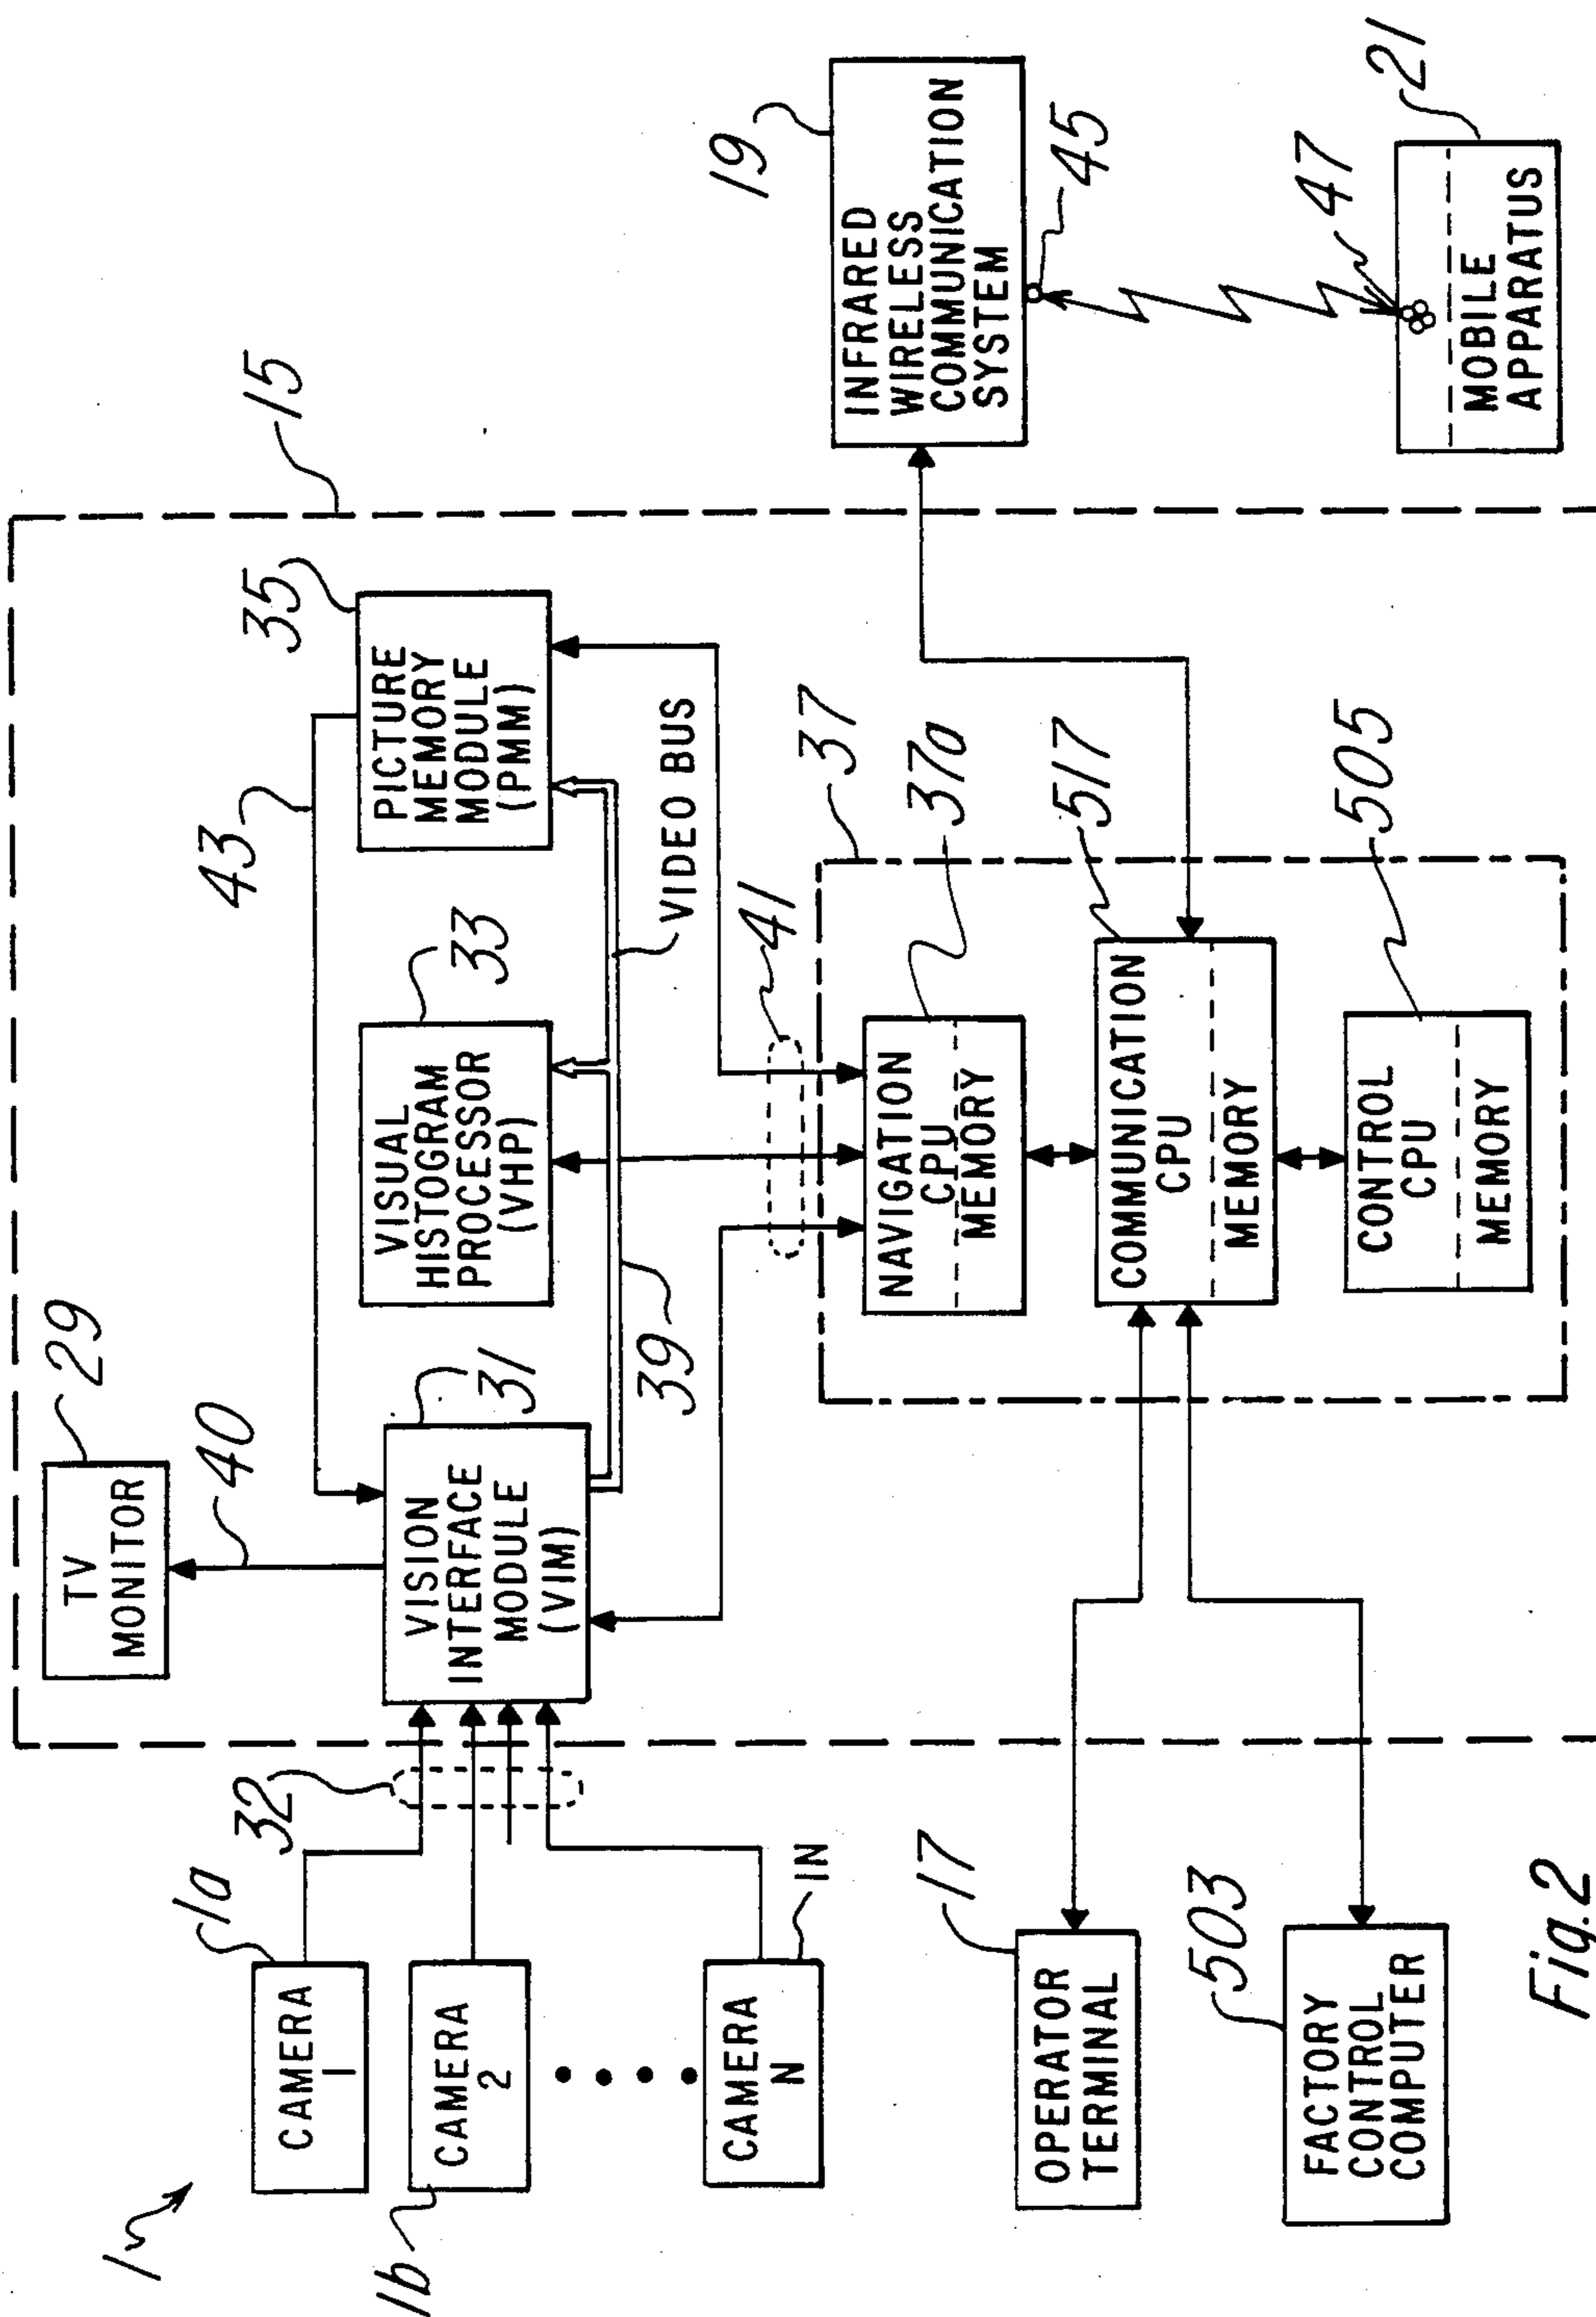 1
CAMERA
1
1a
CAMERA
2
1b
CAMERA
N
1N
32
15
TV
MONITOR
29
40
43
VISION
INTERFACE
MODULE
(VIM)
31
VISUAL
HISTOGRAM
PROCESSOR
(VHP)
33
PICTURE
MEMORY
MODULE
(PMM)
35
39
VIDEO BUS
41
37
NAVIGATION
CPU
MEMORY
37a
COMMUNICATION
CPU
MEMORY
517
CONTROL
CPU
MEMORY
505
OPERATOR
TERMINAL
17
FACTORY
CONTROL
COMPUTER
503
INFRARED
WIRELESS
COMMUNICATION
SYSTEM
19
45
47
MOBILE
APPARATUS
21
Fig.2